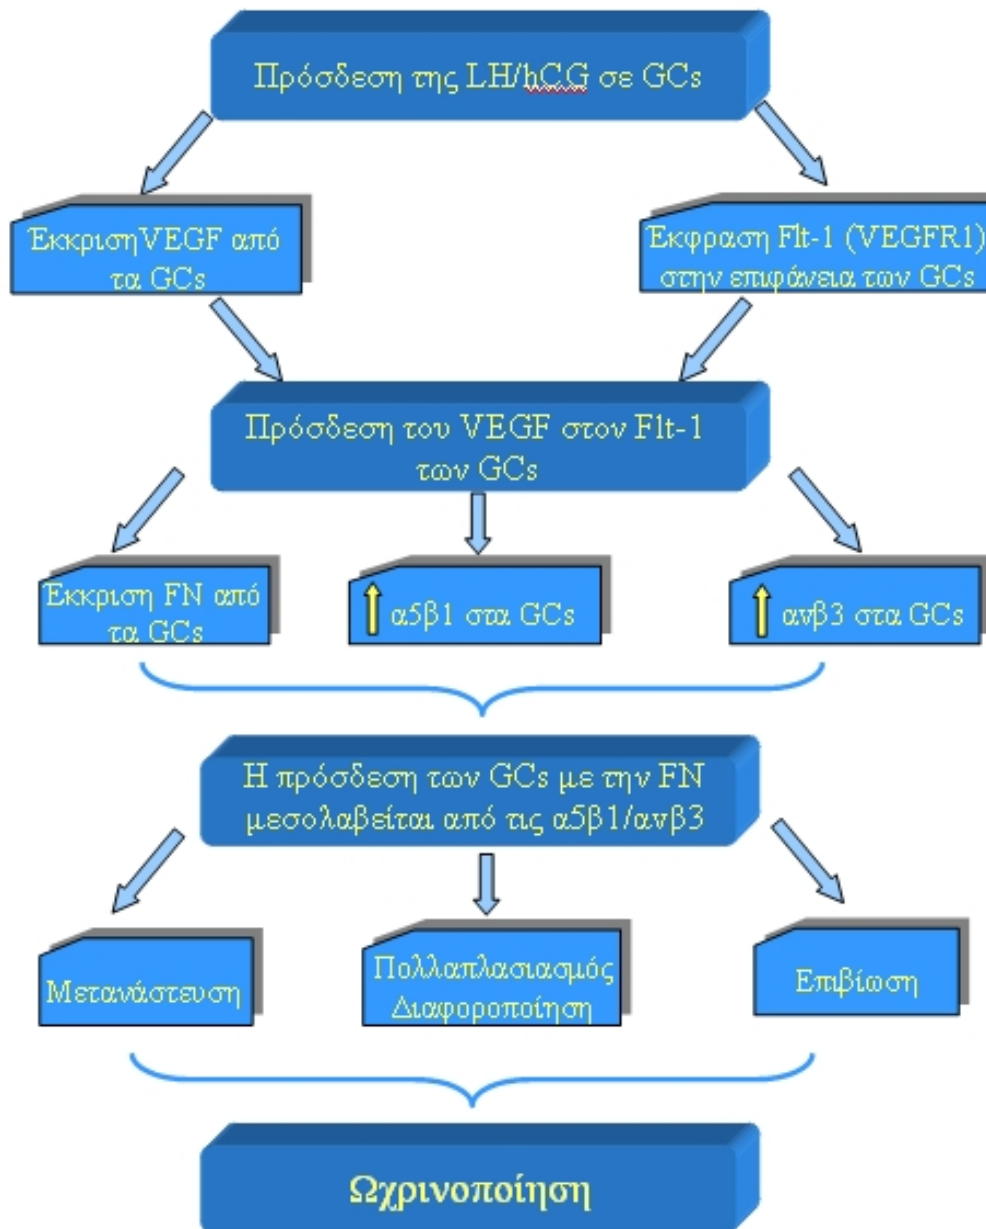 Πρόσδεση της LH/hCG σε GCs
ΈκκρισηVEGF από
τα GCs
Έκφραση Flt-1 (VEGFR1)
στην επιφάνεια των GCs
Πρόσδεση του VEGF στον Flt-1
των GCs
Έκκριση FN από
τα GCs
α5β1 στα GCs
ανβ3 στα GCs
Η πρόσδεση των GCs με την FN
μεσολαβείται από τις α5β1/ανβ3
Μετανάστευση
Πολλαπλασιασμός
Διαφοροποίηση
Επιβίωση
Ωχρινοποίηση